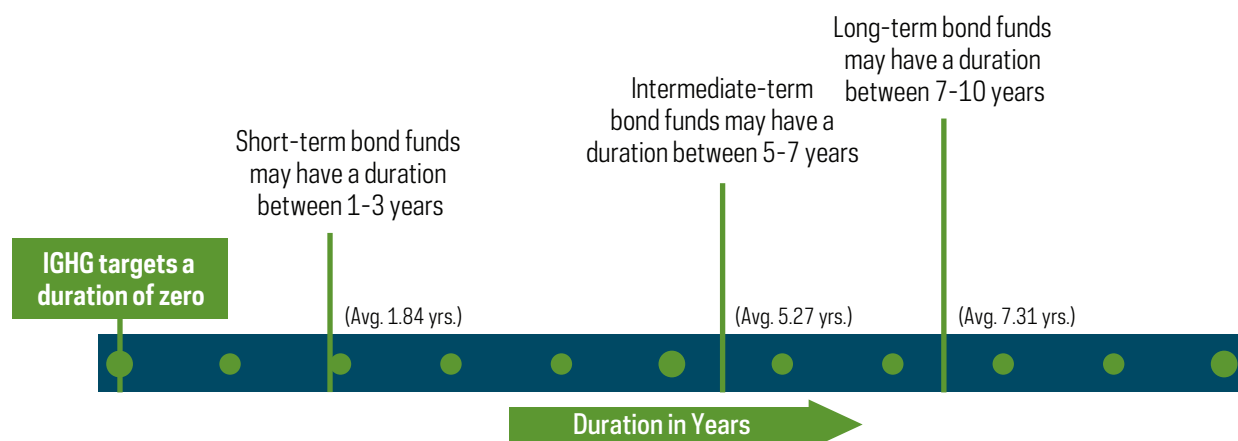 IGHG targets a
duration of zero
Short-term bond funds
may have a duration
between 1-3 years
(Avg. 1.84 yrs.)
Intermediate-term
bond funds may have a
duration between 5-7 years
(Avg. 5.27 yrs.)
Long-term bond funds
may have a duration
between 7-10 years
(Avg. 7.31 yrs.)
Duration in Years